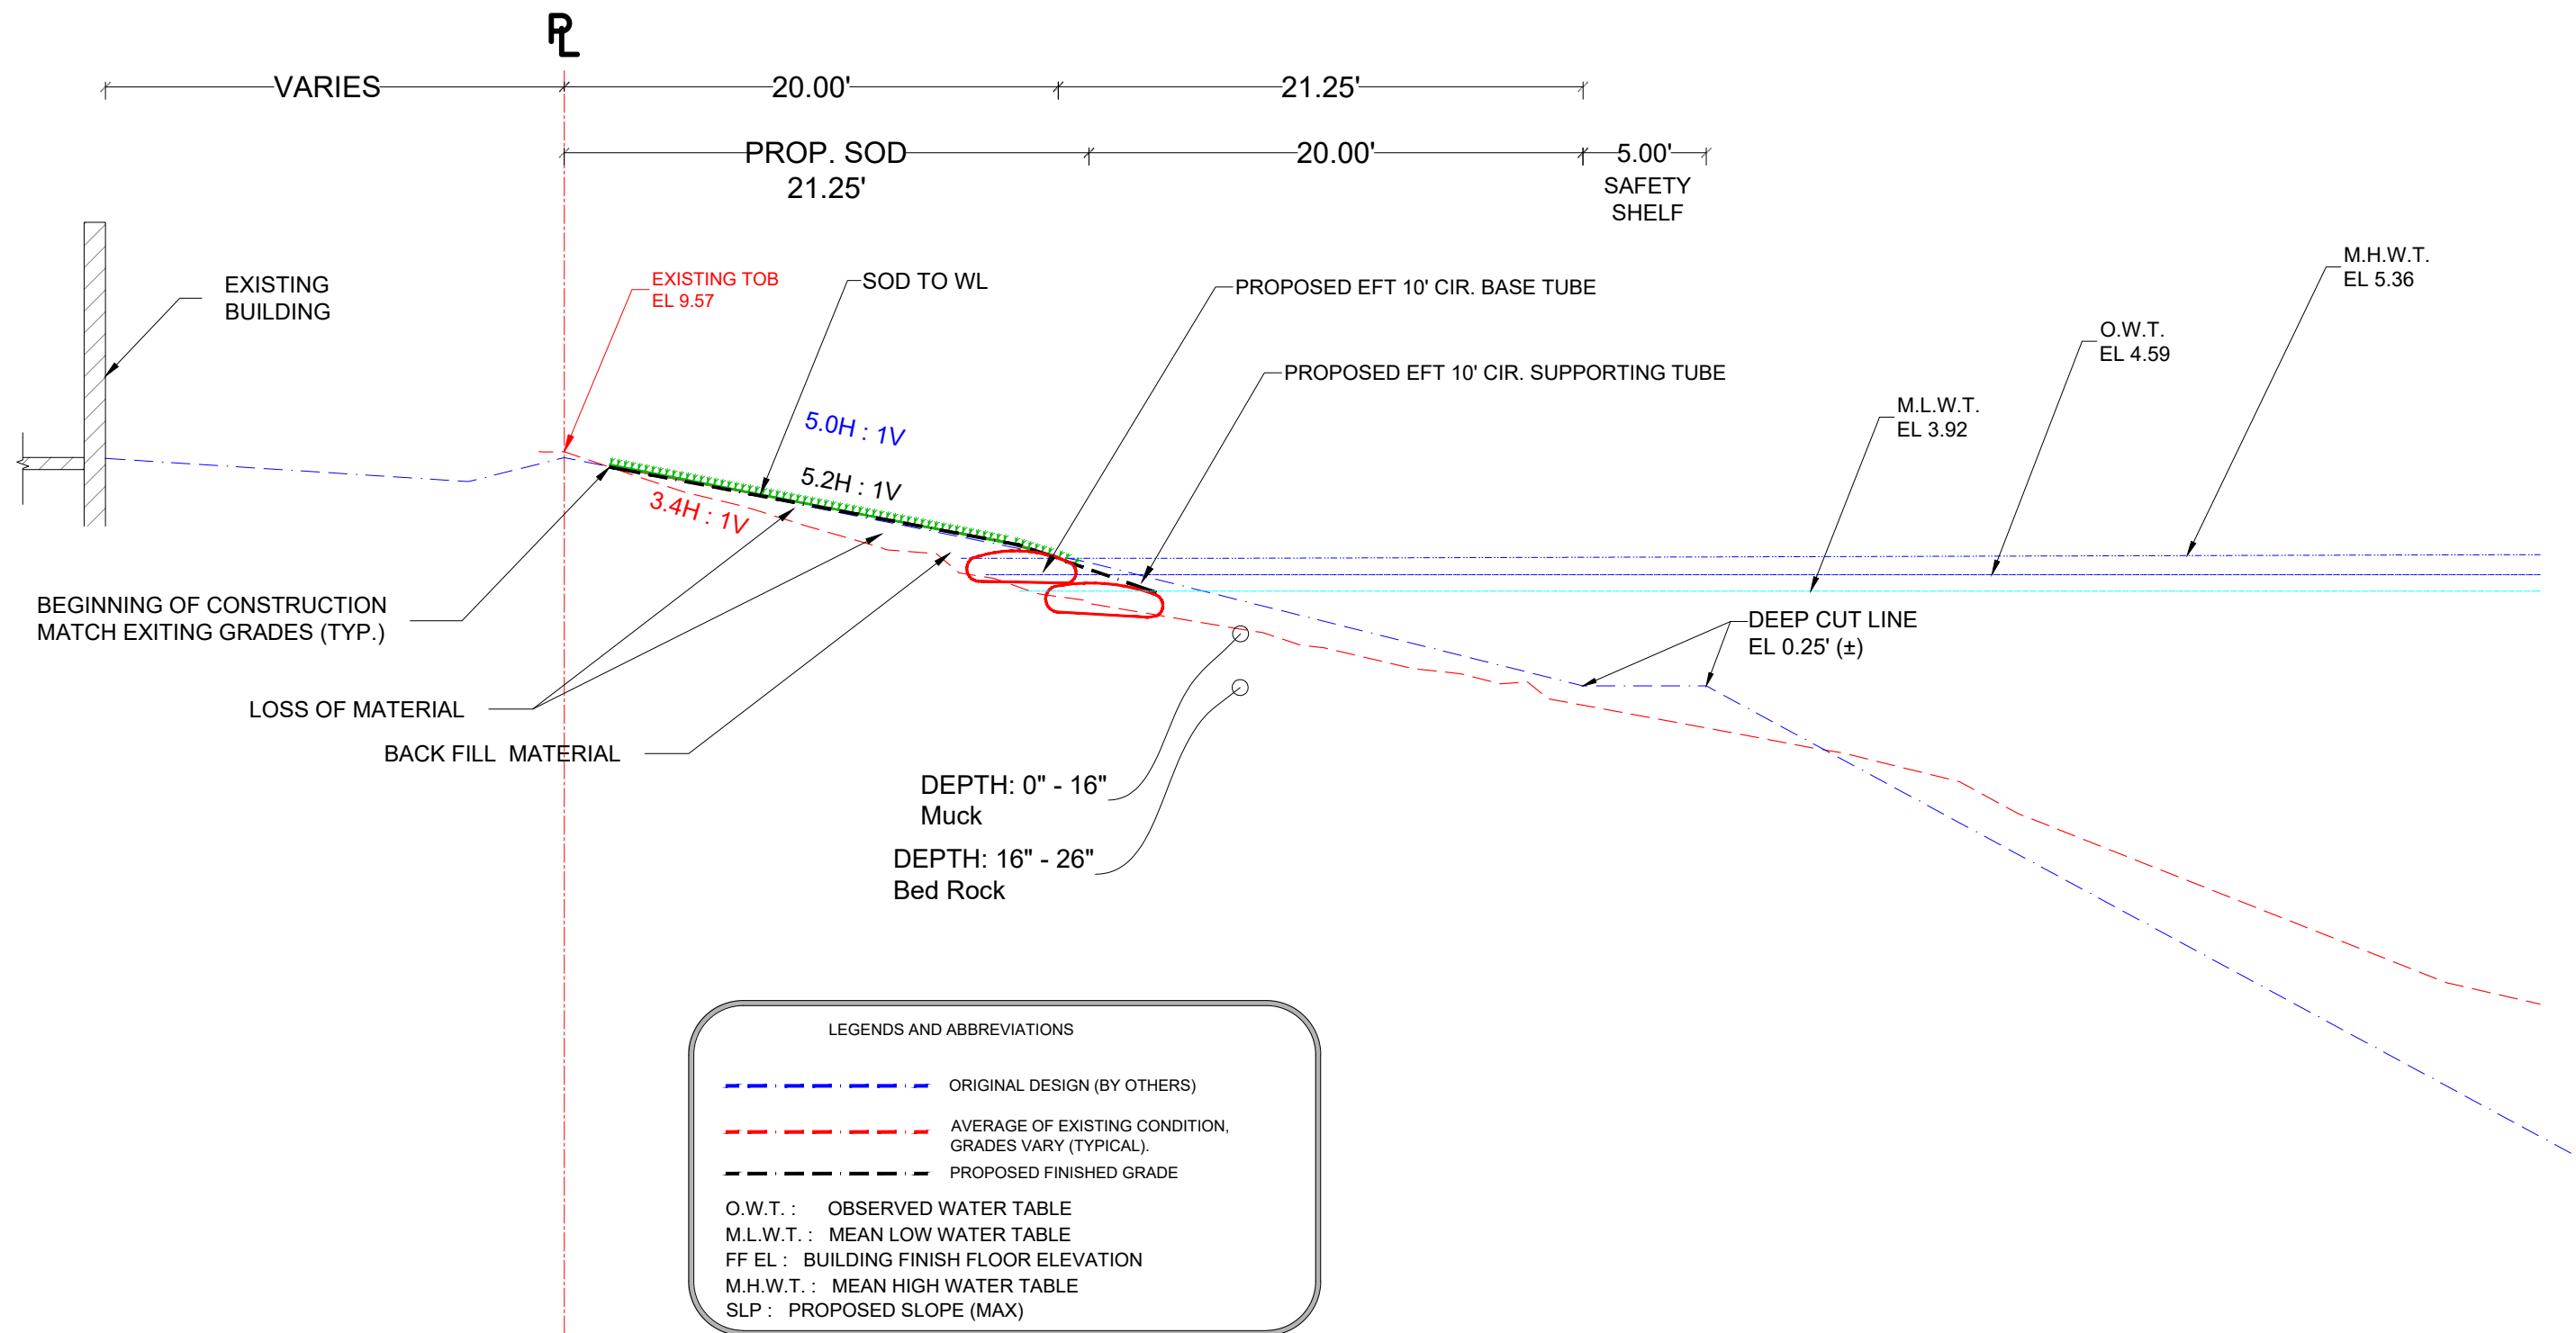 PL
VARIES
20.00'
21.25'
PROP. SOD
21.25'
20.00'
5.00'
SAFETY
SHELF
EXISTING
BUILDING
EXISTING TOB
EL 9.57
SOD TO WL
PROPOSED EFT 10' CIR. BASE TUBE
PROPOSED EFT 10' CIR. SUPPORTING TUBE
M.H.W.T.
EL 5.36
O.W.T.
EL 4.59
M.L.W.T.
EL 3.92
5.0H : 1V
5.2H : 1V
3.4H : 1V
BEGINNING OF CONSTRUCTION
MATCH EXITING GRADES (TYP.)
DEEP CUT LINE
EL 0.25' (±)
LOSS OF MATERIAL
BACK FILL MATERIAL
DEPTH: 0" - 16"
Muck
DEPTH: 16" - 26"
Bed Rock
LEGENDS AND ABBREVIATIONS
ORIGINAL DESIGN (BY OTHERS)
AVERAGE OF EXISTING CONDITION,
GRADES VARY (TYPICAL).
PROPOSED FINISHED GRADE
O.W.T. : OBSERVED WATER TABLE
M.L.W.T. : MEAN LOW WATER TABLE
FF EL : BUILDING FINISH FLOOR ELEVATION
M.H.W.T. : MEAN HIGH WATER TABLE
SLP : PROPOSED SLOPE (MAX)